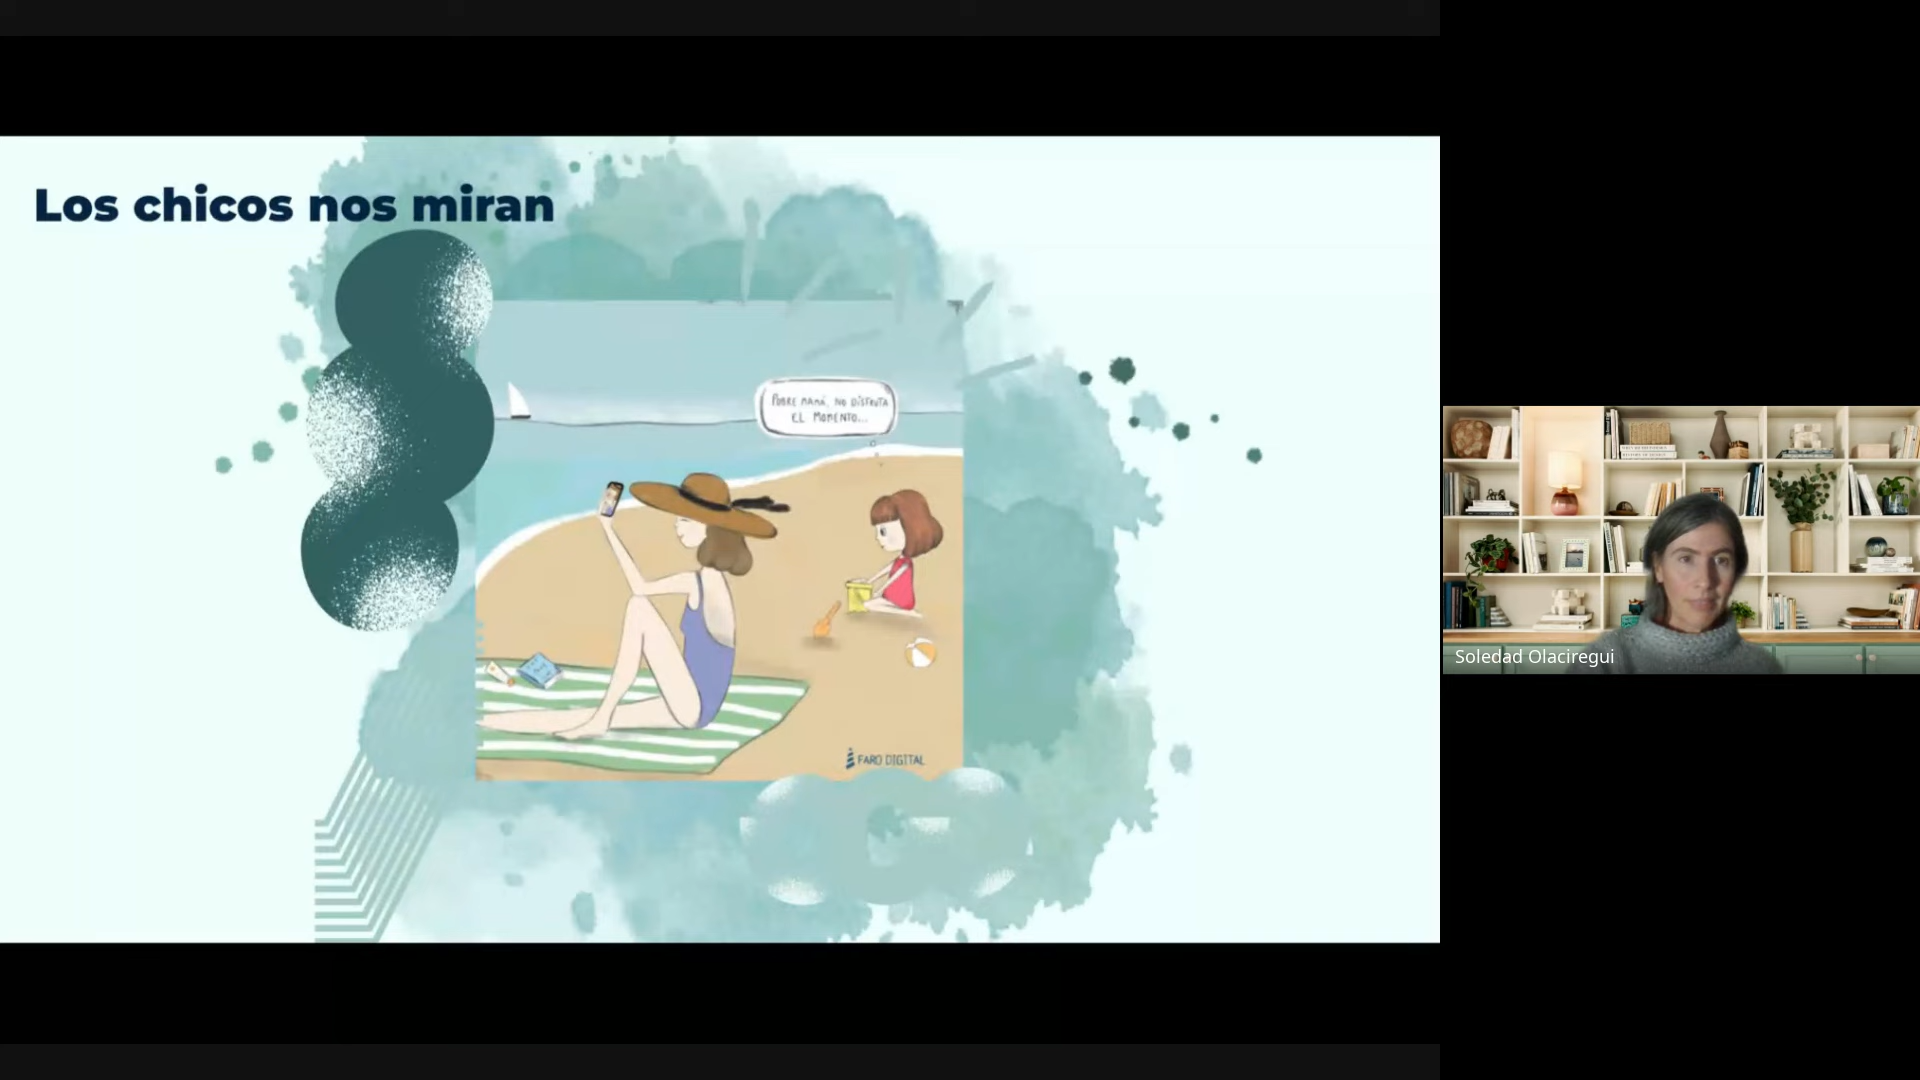 Los chicos nos miran
POBRE MAMÁ, NO DISFRUTA
EL MOMENTO...
FARO DIGITAL
Soledad Olaciregui